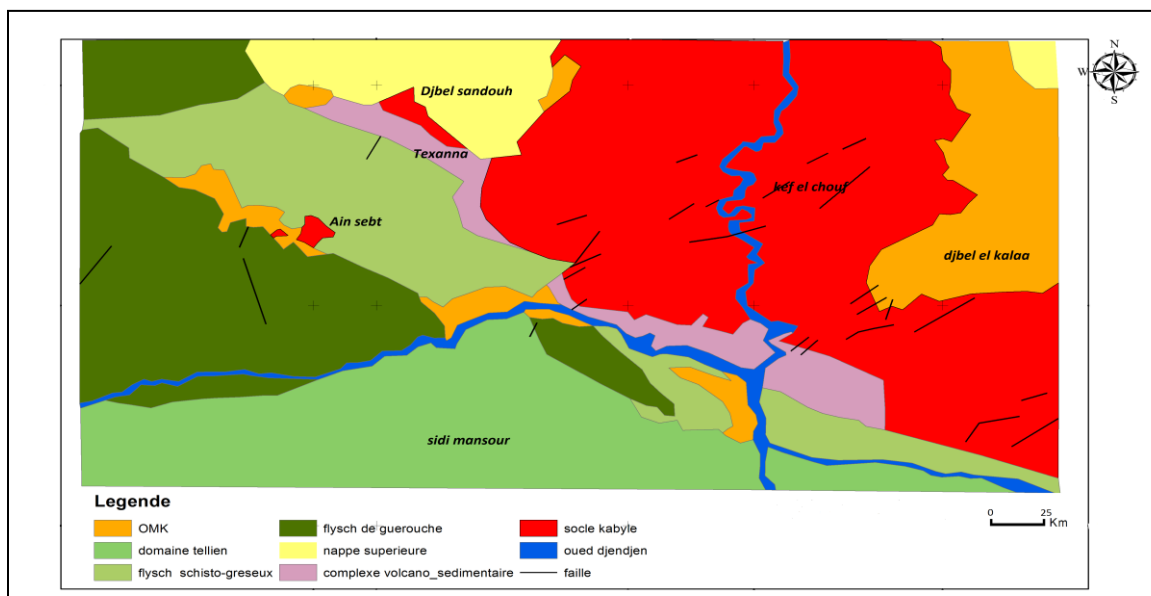 N
W
S
Djbel sandouh
Texanna
kef el chouf
Ain sebt
djbel el kalaa
sidi mansour
Legende
0 25
Km
OMK
flysch de guerouche
socle kabyle
domaine tellien
nappe superieure
oued djendjen
flysch schisto-greseux
complexe volcano_sedimentaire
faille